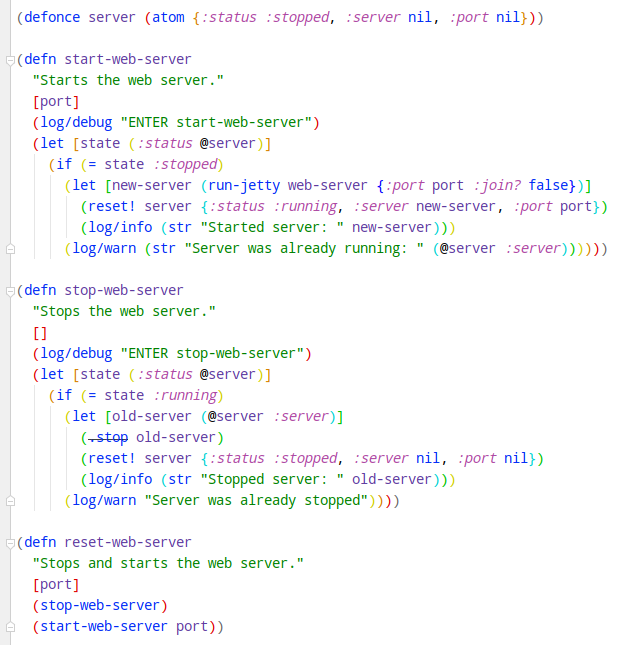 (defonce server (atom {:status :stopped, :server nil, :port nil}))

(defn start-web-server
  "Starts the web server."
  [port]
  (log/debug "ENTER start-web-server")
  (let [state (:status @server)]
    (if (= state :stopped)
      (let [new-server (run-jetty web-server {:port port :join? false})]
        (reset! server {:status :running, :server new-server, :port port})
        (log/info (str "Started server: " new-server)))
      (log/warn (str "Server was already running: " (@server :server))))))

(defn stop-web-server
  "Stops the web server."
  []
  (log/debug "ENTER stop-web-server")
  (let [state (:status @server)]
    (if (= state :running)
      (let [old-server (@server :server)]
        (.stop old-server)
        (reset! server {:status :stopped, :server nil, :port nil})
        (log/info (str "Stopped server: " old-server)))
      (log/warn "Server was already stopped"))))

(defn reset-web-server
  "Stops and starts the web server."
  [port]
  (stop-web-server)
  (start-web-server port))